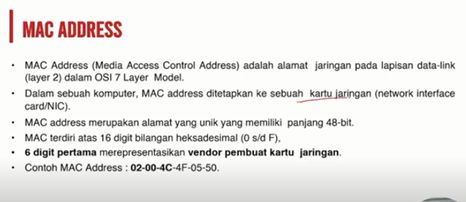 MAC ADDRESS
• MAC Address (Media Access Control Address) adalah alamat jaringan pada lapisan data-link
(layer 2) dalam OSI 7 Layer Model.
• Dalam sebuah komputer, MAC address ditetapkan ke sebuah kartu jaringan (network interface
card/NIC).
• MAC address merupakan alamat yang unik yang memiliki panjang 48-bit.
• MAC terdiri atas 16 digit bilangan heksadesimal (0 s/d F),
• 6 digit pertama merepresentasikan vendor pembuat kartu jaringan.
• Contoh MAC Address : 02-00-4C-4F-05-50.